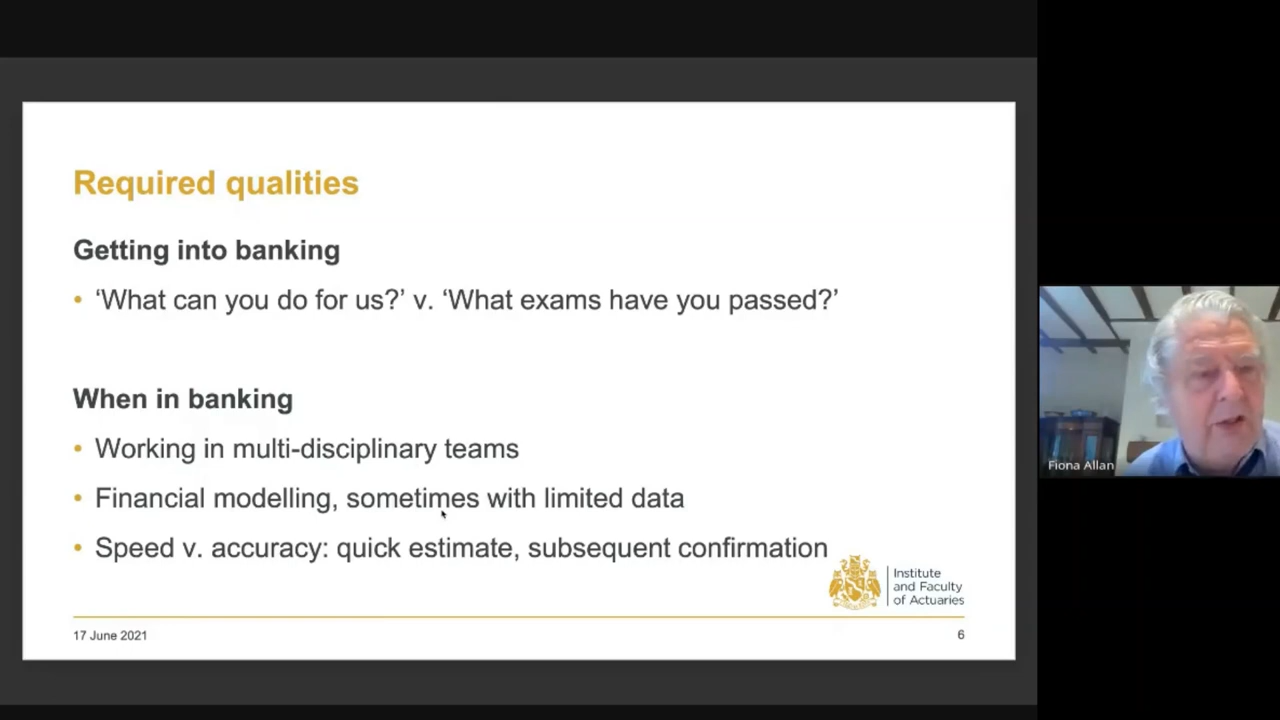 Required qualities
Getting into banking
• ‘What can you do for us?’ v. ‘What exams have you passed?’
When in banking
• Working in multi-disciplinary teams
• Financial modelling, sometimes with limited data
• Speed v. accuracy: quick estimate, subsequent confirmation
Institute
and Faculty
of Actuaries
17 June 2021
6
Fiona Allan